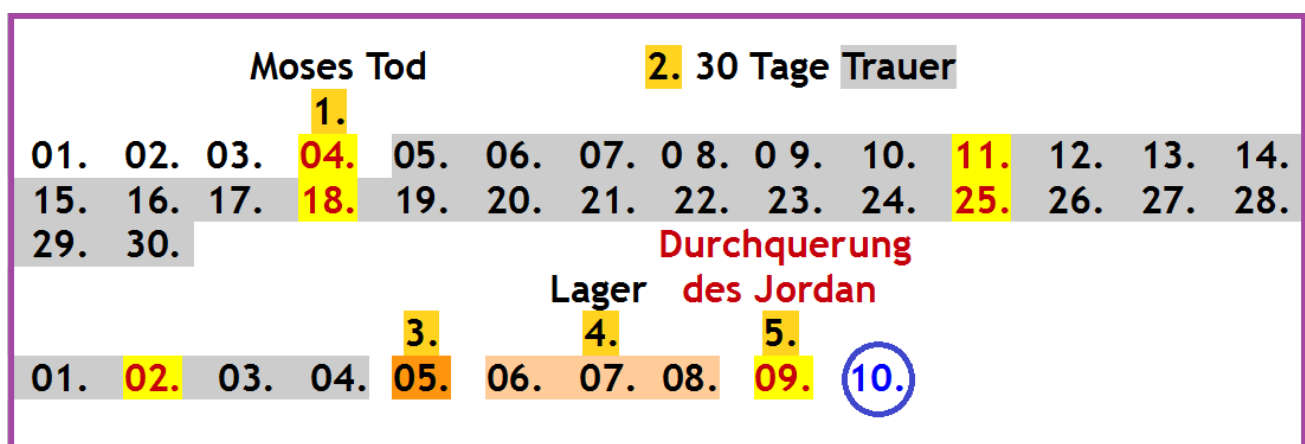 Moses Tod 2. 30 Tage Trauer
1.
01. 02. 03. 04. 05. 06. 07. 0 8. 0 9. 10. 11. 12. 13. 14.
15. 16. 17. 18. 19. 20. 21. 22. 23. 24. 25. 26. 27. 28.
29. 30. Durchquerung
Lager des Jordan
3. 4. 5.
01. 02. 03. 04. 05. 06. 07. 08. 09. 10.